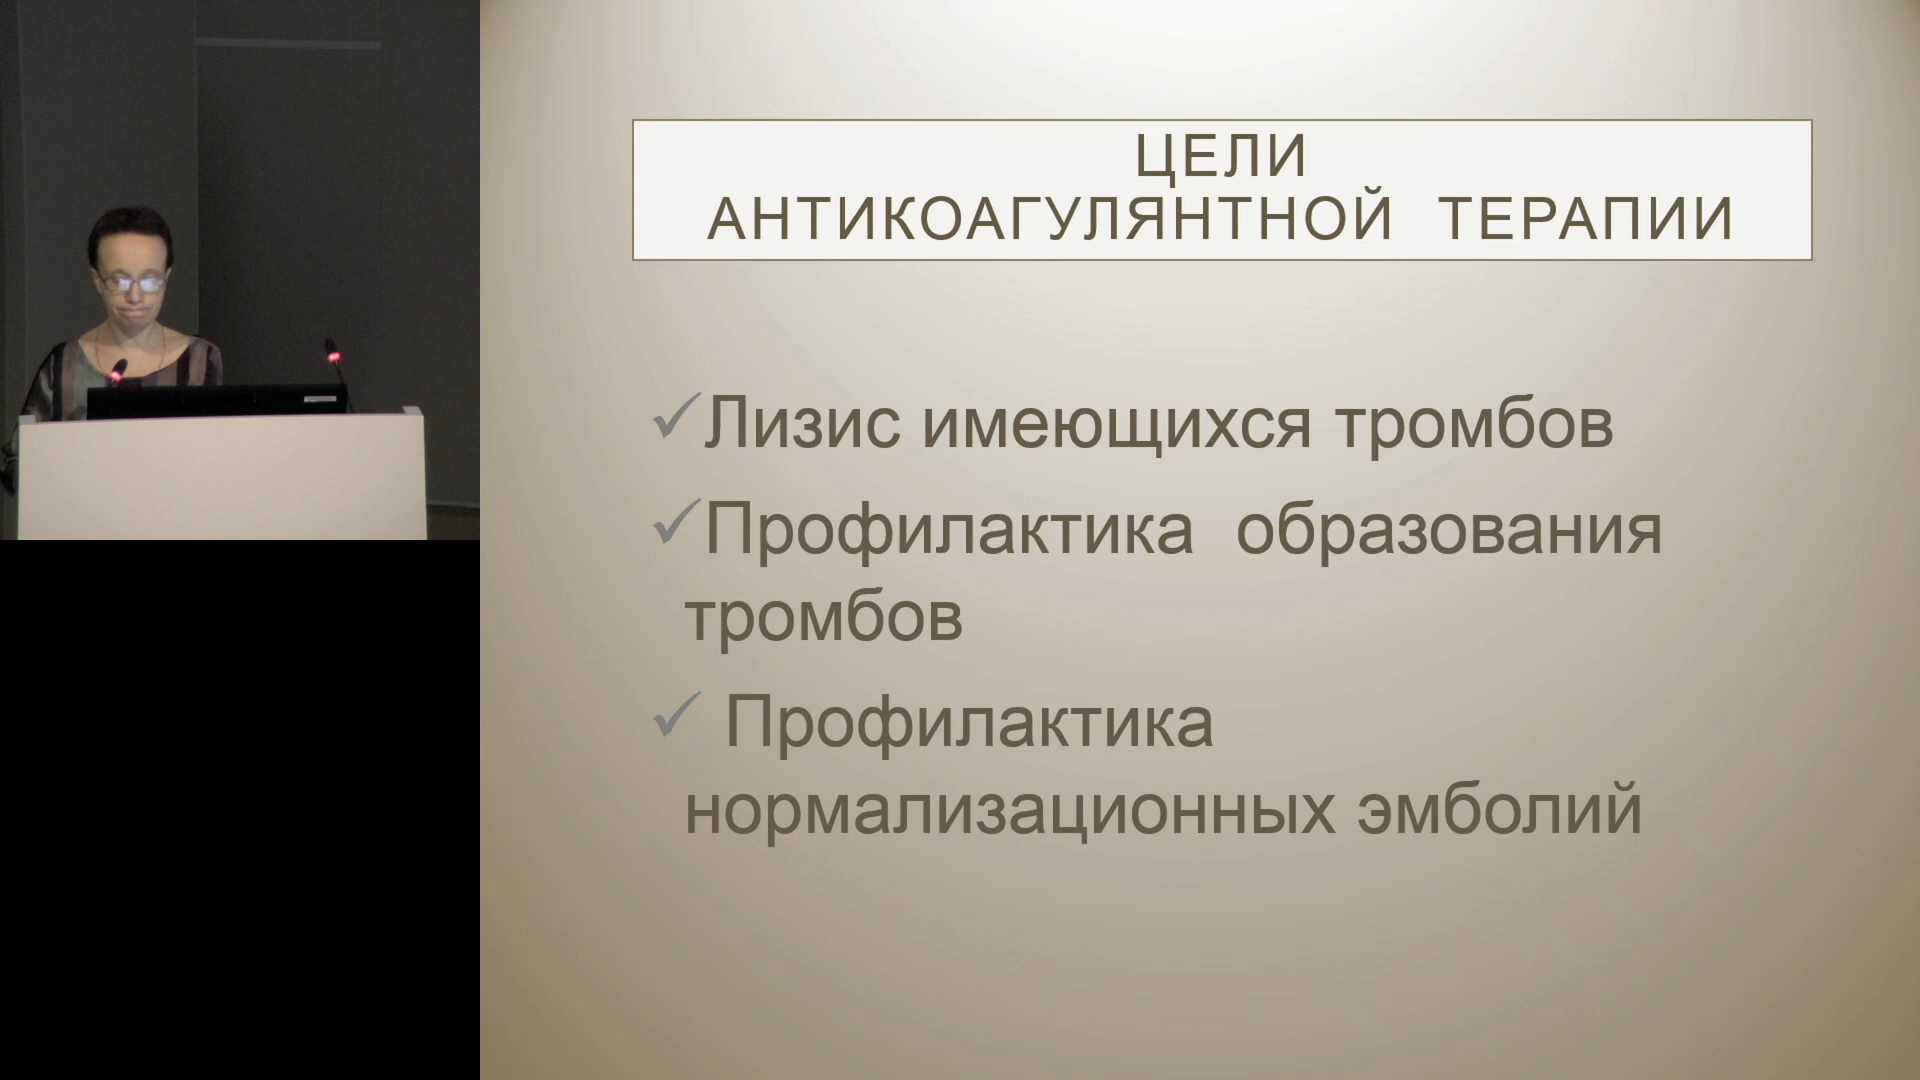 ЦЕЛИ
АНТИКОАГУЛЯНТНОЙ ТЕРАПИИ
Лизис имеющихся тромбов
Профилактика образования
тромбов
Профилактика
нормализационных эмболий